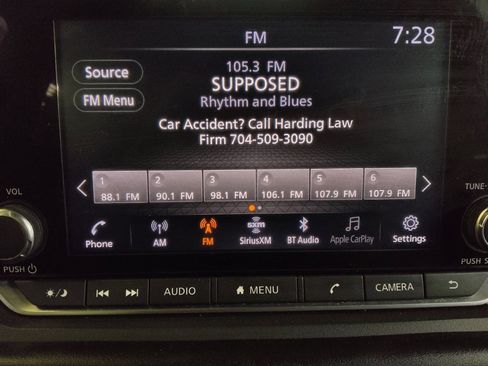 FM 7:28
Source
FM Menu
105.3 FM
SUPPOSED
Rhythm and Blues
Car Accident? Call Harding Law
Firm 704-509-3090
1 2 3 4 5 6
88.1 FM 90.1 FM 98.1 FM 106.1 FM 107.9 FM 107.9 FM
VOL
TUNE-
Phone AM FM SXM SiriusXM BT Audio Apple CarPlay Settings
PUSH
PUSH S
AUDIO MENU CAMERA